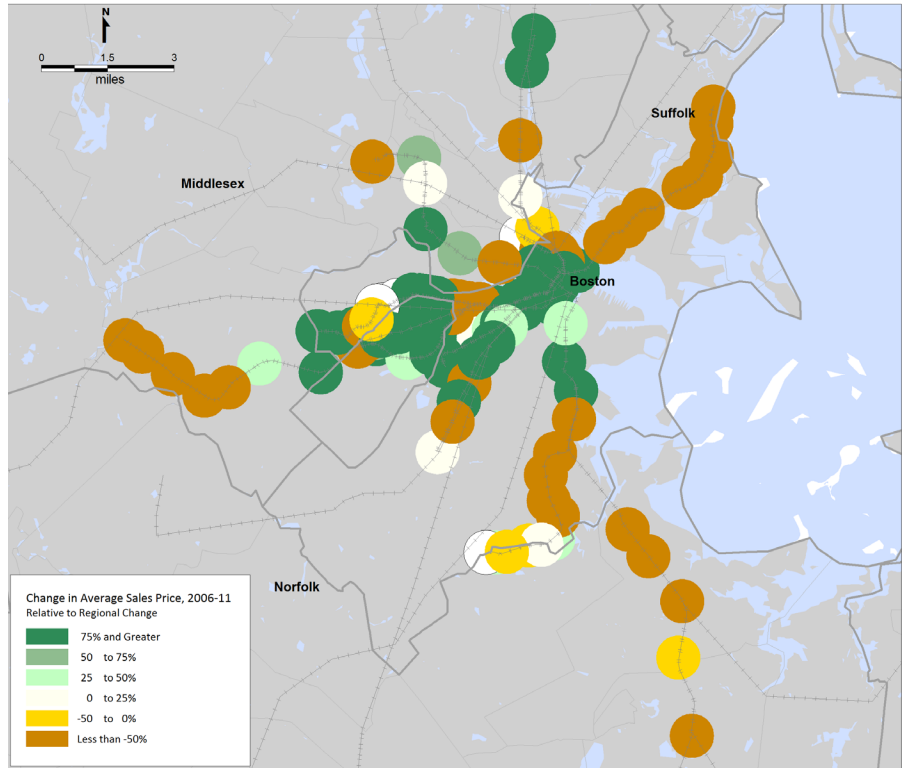 N
0 1.5 3
miles
Suffolk
Middlesex
Boston
Norfolk
Change in Average Sales Price, 2006-11
Relative to Regional Change
75% and Greater
50 to 75%
25 to 50%
0 to 25%
-50 to 0%
Less than -50%